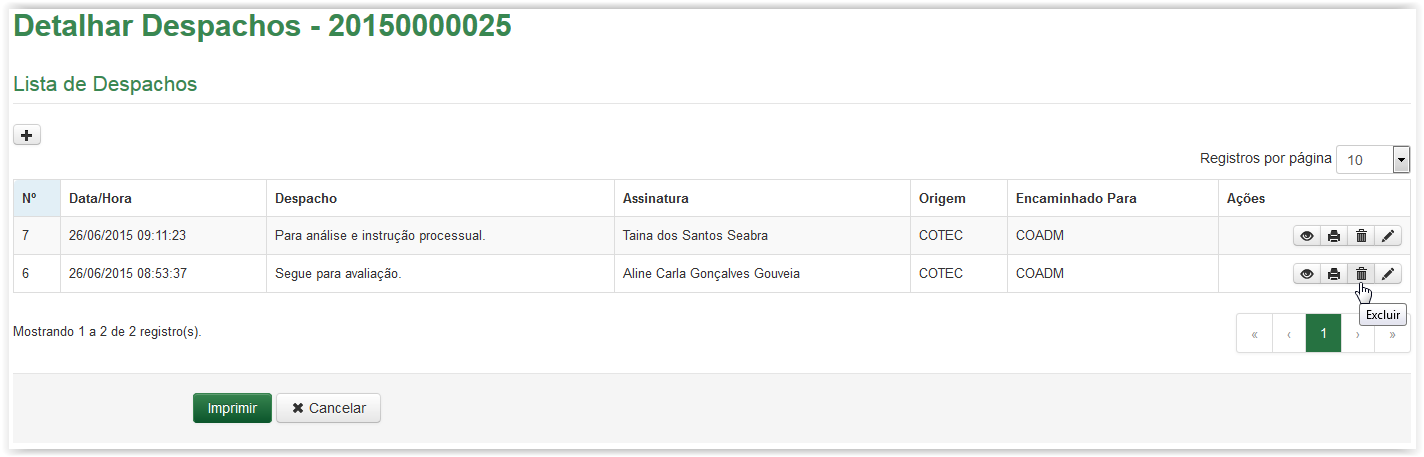 Detalhar Despachos - 20150000025
Lista de Despachos
Registros por página 10
Nº Data/Hora Despacho Assinatura Origem Encaminhado Para Ações
7 26/06/2015 09:11:23 Para análise e instrução processual. Taina dos Santos Seabra COTEC COADM
6 26/06/2015 08:53:37 Segue para avaliação. Aline Carla Gonçalves Gouveia COTEC COADM
Excluir
Mostrando 1 a 2 de 2 registro(s). « ‹ 1 › »
Imprimir Cancelar